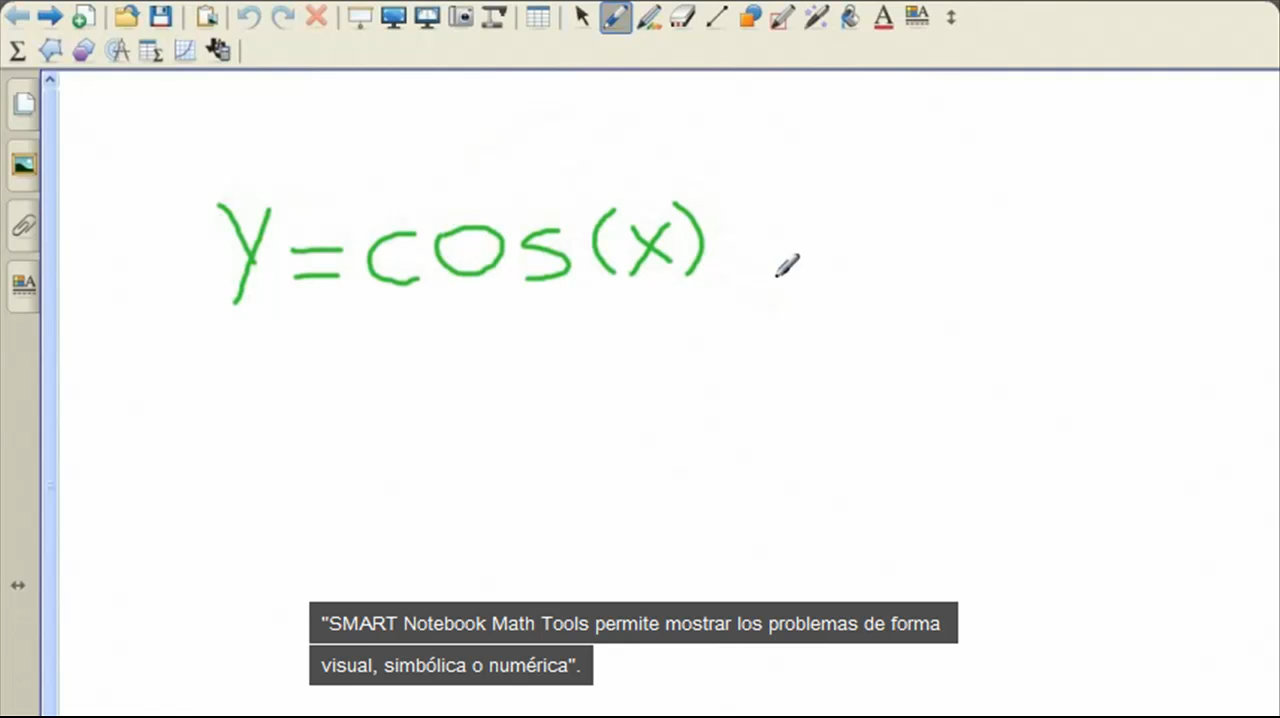 y=cos(x)
"SMART Notebook Math Tools permite mostrar los problemas de forma
visual, simbólica o numérica".